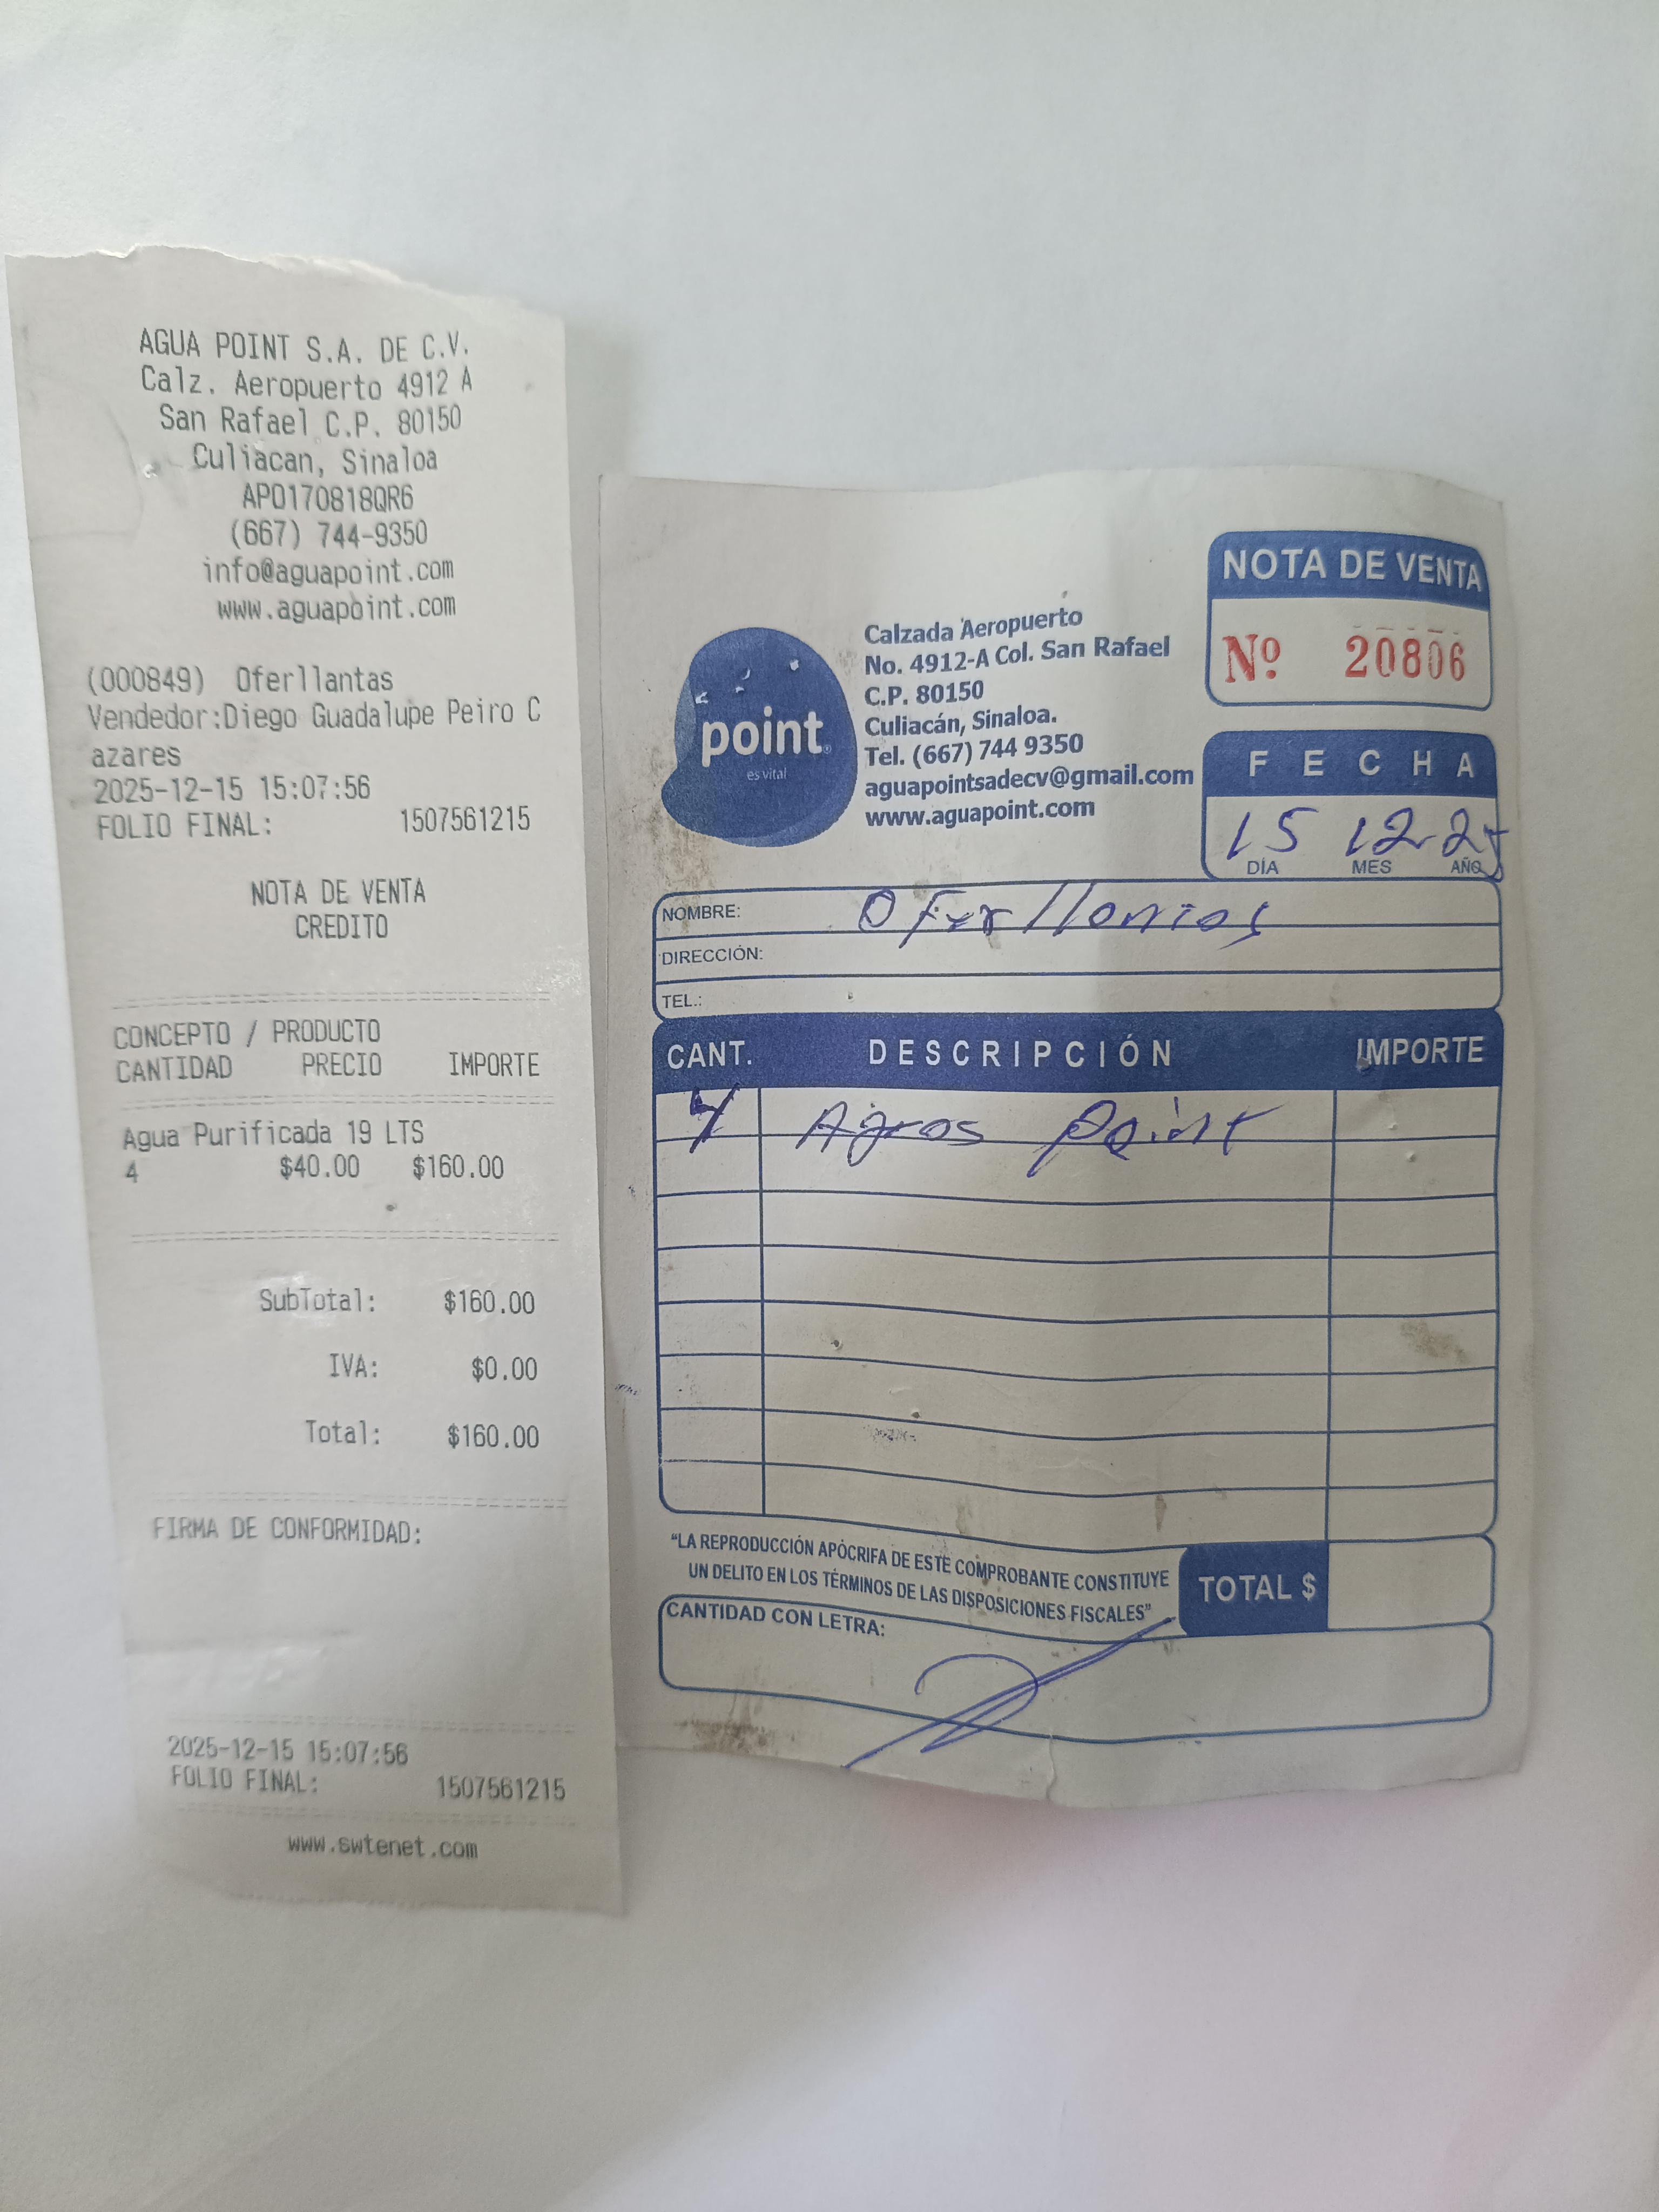 AGUA POINT S.A. DE C.V.
Calz. Aeropuerto 4912 A
San Rafael C.P. 80150
Culiacan, Sinaloa
APO170818QR6
(667) 744-9350
info@aguapoint.com
www.aguapoint.com
(000849) Oferllantas
Vendedor:Diego Guadalupe Peiro C
azares
2025-12-15 15:07:56
FOLIO FINAL: 1507561215
NOTA DE VENTA
CREDITO
CONCEPTO / PRODUCTO
CANTIDAD PRECIO IMPORTE
Agua Purificada 19 LTS
4 $40.00 $160.00
SubTotal: $160.00
IVA: $0.00
Total: $160.00
FIRMA DE CONFORMIDAD:
2025-12-15 15:07:56
FOLIO FINAL: 1507561215
www.swtenet.com
point
es vital
Calzada Aeropuerto
No. 4912-A Col. San Rafael
C.P. 80150
Culiacán, Sinaloa.
Tel. (667) 744 9350
aguapointsadecv@gmail.com
www.aguapoint.com
NOTA DE VENTA
Nº 20806
FECHA
15 12 25
DÍA MES AÑO
NOMBRE: Oferllantas
DIRECCIÓN:
TEL.:
CANT. DESCRIPCIÓN IMPORTE
4 Aguas Point
"LA REPRODUCCIÓN APÓCRIFA DE ESTE COMPROBANTE CONSTITUYE
UN DELITO EN LOS TÉRMINOS DE LAS DISPOSICIONES FISCALES"
TOTAL $
CANTIDAD CON LETRA: